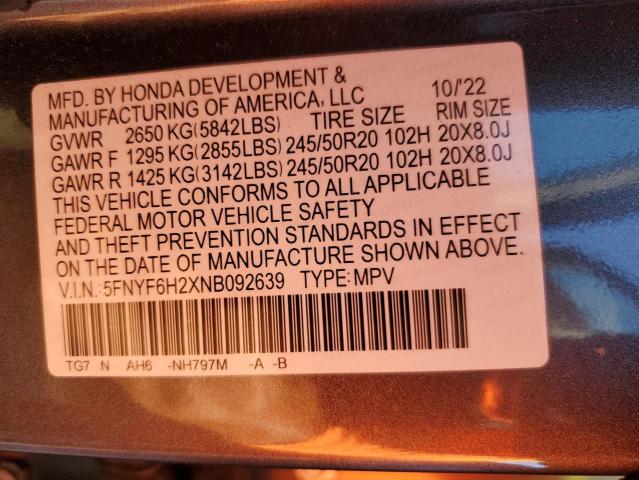 MFD. BY HONDA DEVELOPMENT & 10/'22
MANUFACTURING OF AMERICA, LLC
GVWR 2650 KG(5842LBS) TIRE SIZE RIM SIZE
GAWR F 1295 KG(2855LBS) 245/50R20 102H 20X8.0J
GAWR R 1425 KG(3142LBS) 245/50R20 102H 20X8.0J
THIS VEHICLE CONFORMS TO ALL APPLICABLE
FEDERAL MOTOR VEHICLE SAFETY
AND THEFT PREVENTION STANDARDS IN EFFECT
ON THE DATE OF MANUFACTURE SHOWN ABOVE.
V.I.N.:5FNYF6H2XNB092639 TYPE:MPV
TG7 N AH6 -NH797M -A -B